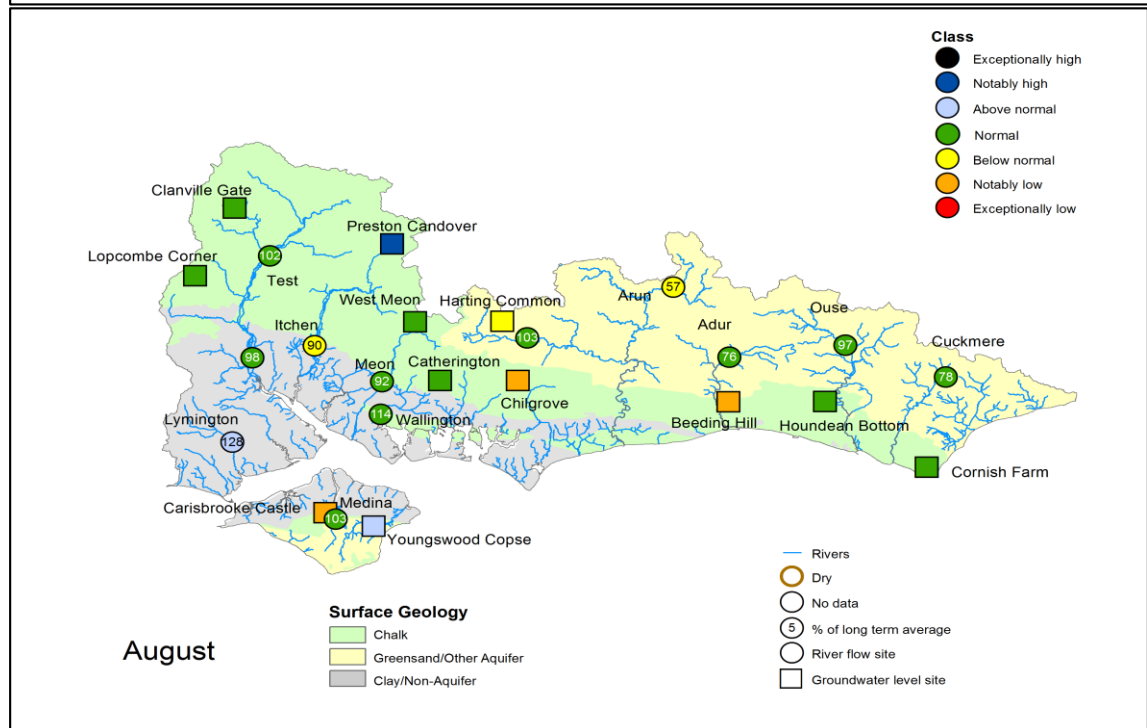 Class
Exceptionally high
Notably high
Above normal
Normal
Below normal
Notably low
Exceptionally low
Clanville Gate
Preston Candover
Lopcombe Corner
102
Test
West Meon
Harting Common
Arun
57
Ouse
Itchen
Adur
90
103
97
Cuckmere
98
Meon
Catherington
76
92
78
Chilgrove
114
Wallington
Beeding Hill
Houndean Bottom
Lymington
128
Cornish Farm
Carisbrooke Castle
Medina
103
Youngswood Copse
Rivers
Dry
No data
5
% of long term average
River flow site
Groundwater level site
Surface Geology
Chalk
Greensand/Other Aquifer
Clay/Non-Aquifer
August